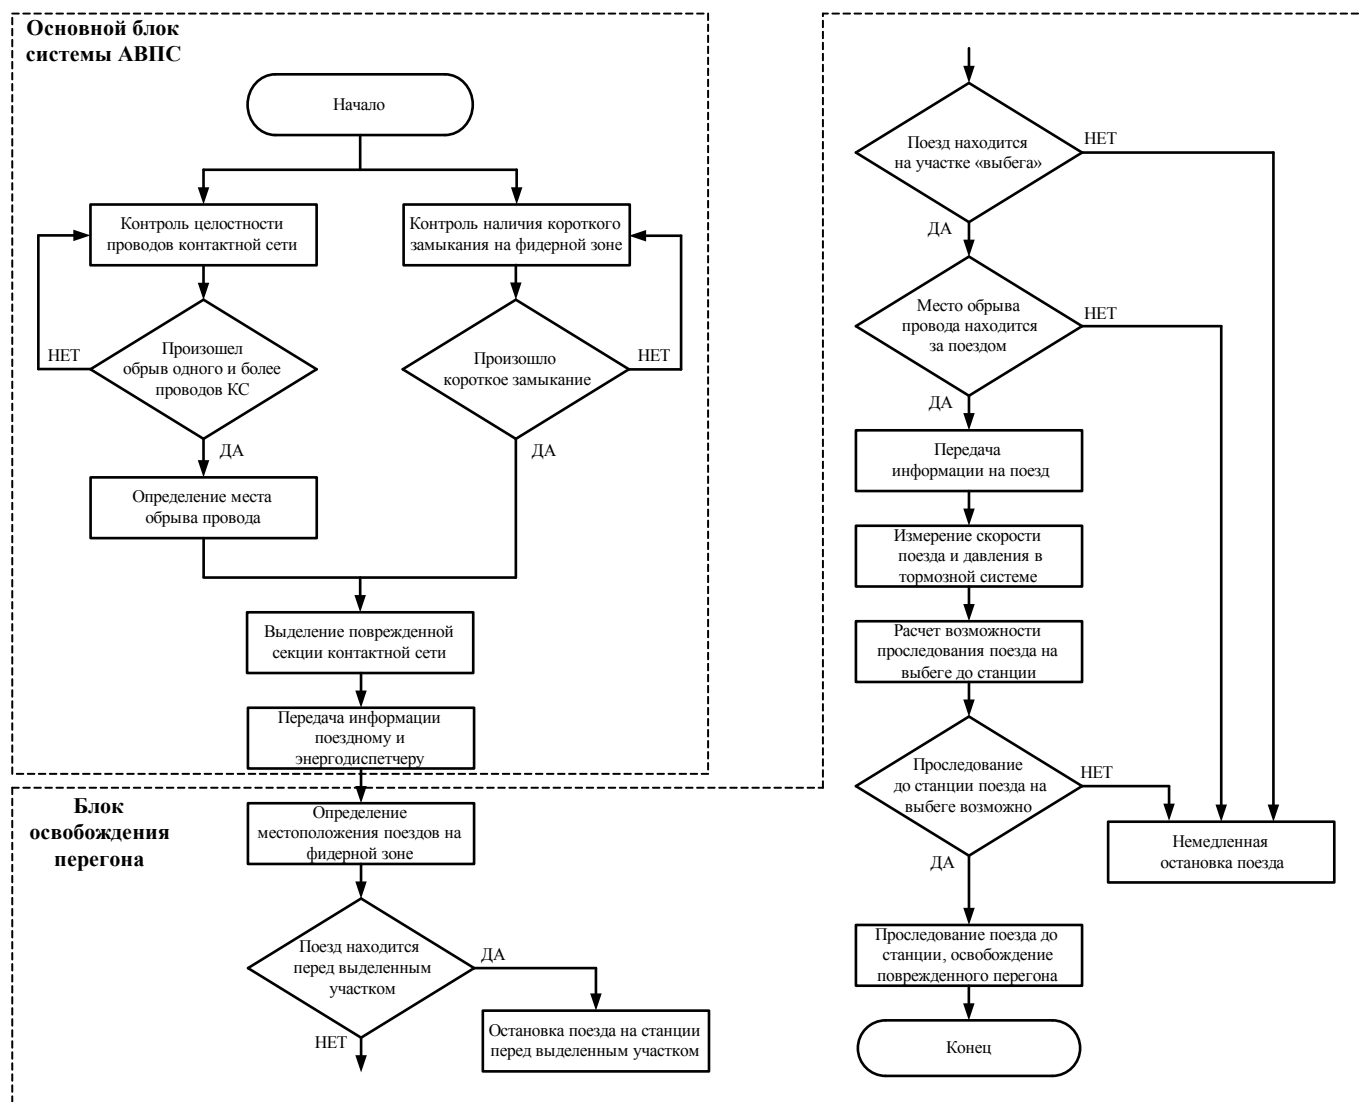 Основной блок
системы АВПС
Начало
Контроль целостности
проводов контактной сети
Контроль наличия короткого
замыкания на фидерной зоне
Произошел
обрыв одного и более
проводов КС
НЕТ
ДА
Произошло
короткое замыкание
НЕТ
ДА
Определение места
обрыва провода
Выделение поврежденной
секции контактной сети
Передача информации
поездному и
энергодиспетчеру
Блок
освобождения
перегона
Определение
местоположения поездов на
фидерной зоне
Поезд находится
перед выделенным
участком
ДА
НЕТ
Остановка поезда на станции
перед выделенным участком
Поезд находится
на участке «выбега»
НЕТ
ДА
Место обрыва
провода находится
за поездом
НЕТ
ДА
Передача
информации на поезд
Измерение скорости
поезда и давления в
тормозной системе
Расчет возможности
проследования поезда на
выбеге до станции
Проследование
до станции поезда на
выбеге возможно
НЕТ
ДА
Немедленная
остановка поезда
Проследование поезда до
станции, освобождение
поврежденного перегона
Конец